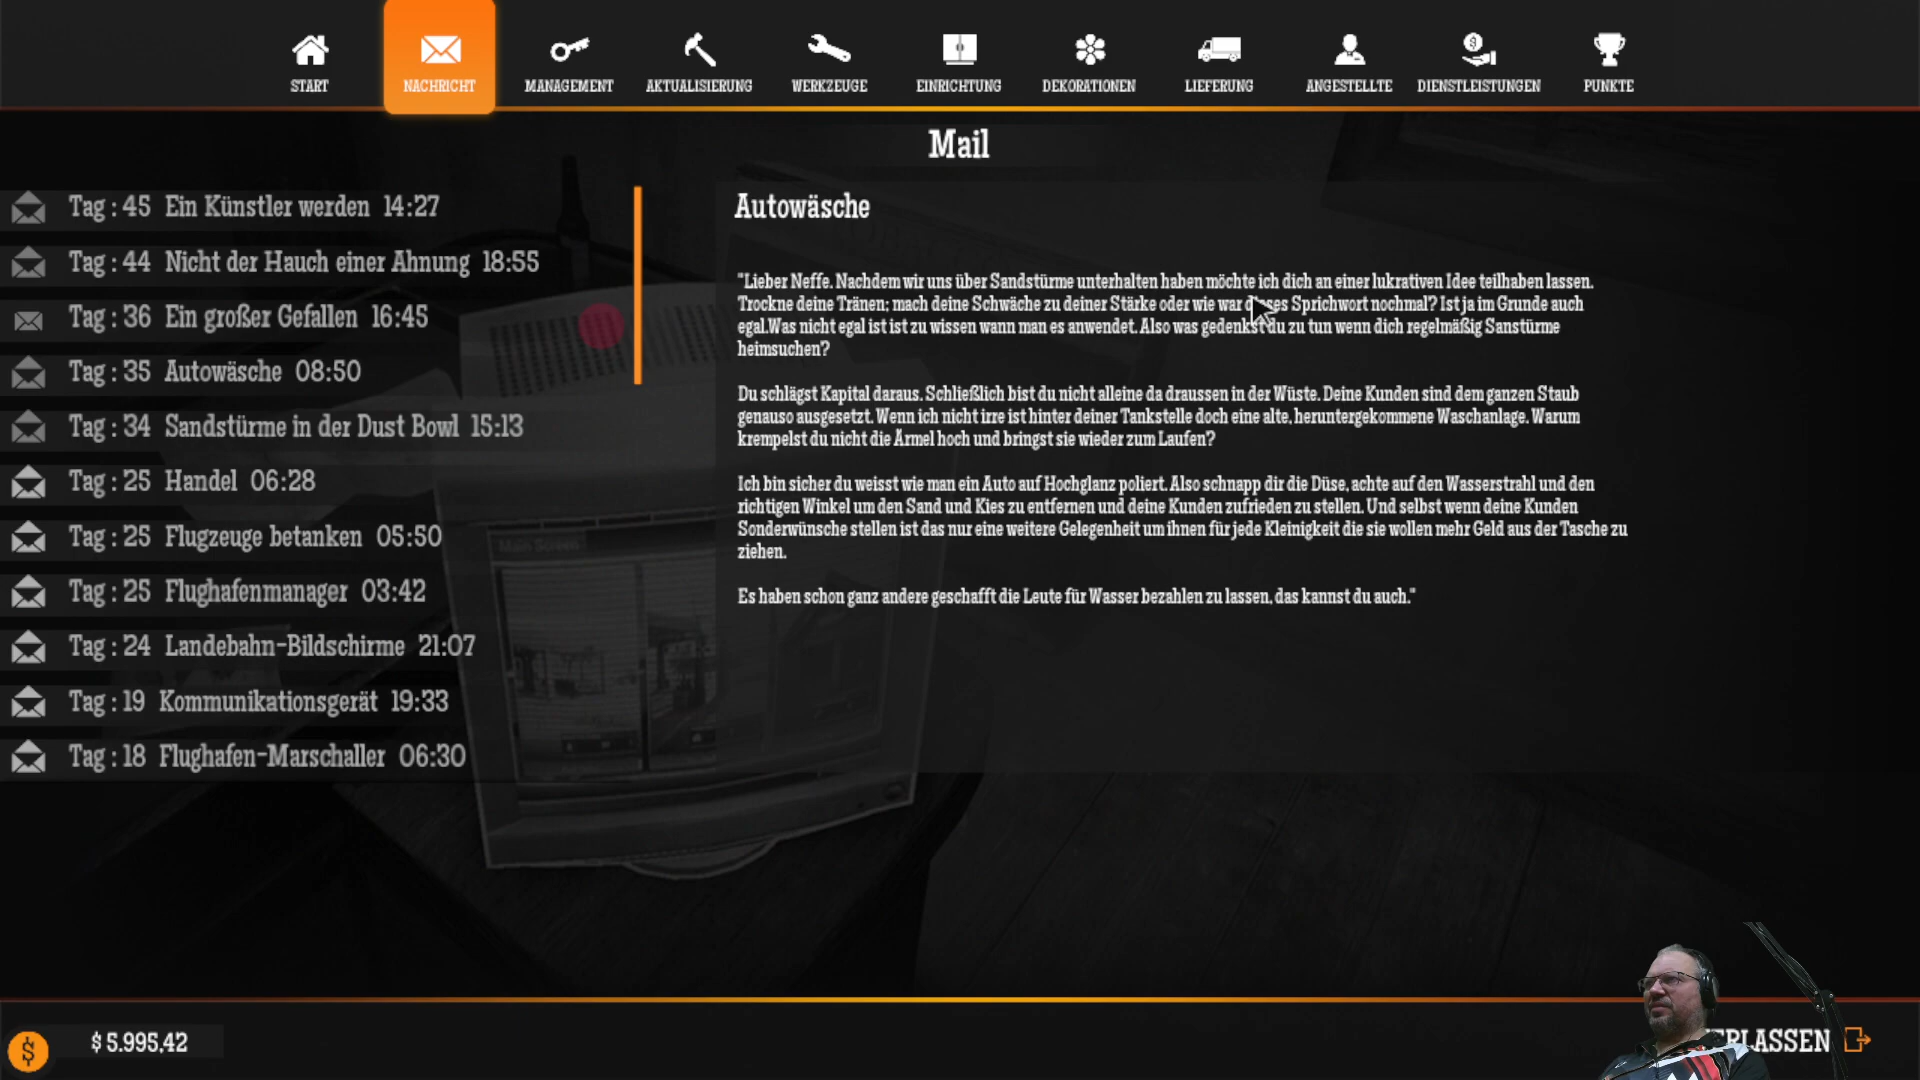 START
NACHRICHT
MANAGEMENT
AKTUALISIERUNG
WERKZEUGE
EINRICHTUNG
DEKORATIONEN
LIEFERUNG
ANGESTELLTE
DIENSTLEISTUNGEN
PUNKTE
Mail
Tag : 45 Ein Künstler werden 14:27
Tag : 44 Nicht der Hauch einer Ahnung 18:55
Tag : 36 Ein großer Gefallen 16:45
Tag : 35 Autowäsche 08:50
Tag : 34 Sandstürme in der Dust Bowl 15:13
Tag : 25 Handel 06:28
Tag : 25 Flugzeuge betanken 05:50
Tag : 25 Flughafenmanager 03:42
Tag : 24 Landebahn-Bildschirme 21:07
Tag : 19 Kommunikationsgerät 19:33
Tag : 18 Flughafen-Marschaller 06:30
Autowäsche
"Lieber Neffe. Nachdem wir uns über Sandstürme unterhalten haben möchte ich dich an einer lukrativen Idee teilhaben lassen.
Trockne deine Tränen; mach deine Schwäche zu deiner Stärke oder wie war dieses Sprichwort nochmal? Ist ja im Grunde auch
egal.Was nicht egal ist ist zu wissen wann man es anwendet. Also was gedenkst du zu tun wenn dich regelmäßig Sanstürme
heimsuchen?
Du schlägst Kapital daraus. Schließlich bist du nicht alleine da draussen in der Wüste. Deine Kunden sind dem ganzen Staub
genauso ausgesetzt. Wenn ich nicht irre ist hinter deiner Tankstelle doch eine alte, heruntergekommene Waschanlage. Warum
krempelst du nicht die Ärmel hoch und bringst sie wieder zum Laufen?
Ich bin sicher du weisst wie man ein Auto auf Hochglanz poliert. Also schnapp dir die Düse, achte auf den Wasserstrahl und den
richtigen Winkel um den Sand und Kies zu entfernen und deine Kunden zufrieden zu stellen. Und selbst wenn deine Kunden
Sonderwünsche stellen ist das nur eine weitere Gelegenheit um ihnen für jede Kleinigkeit die sie wollen mehr Geld aus der Tasche zu
ziehen.
Es haben schon ganz andere geschafft die Leute für Wasser bezahlen zu lassen, das kannst du auch."
Main Screen
$ 5.995,42